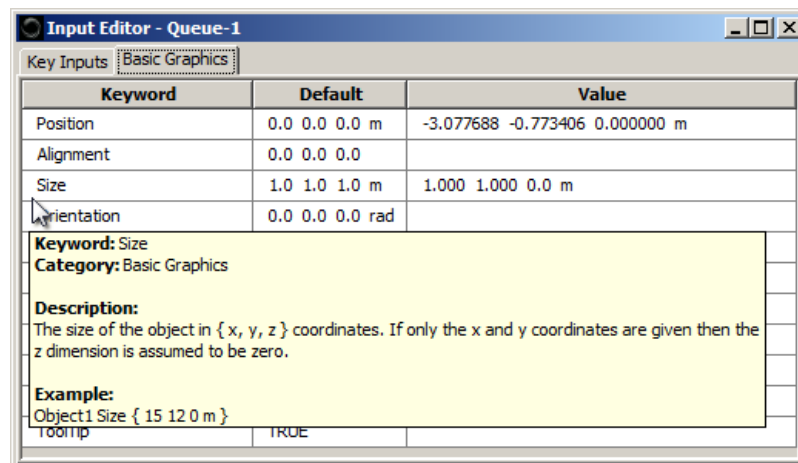 Input Editor - Queue-1
Key Inputs Basic Graphics
Keyword Default Value
Position 0.0 0.0 0.0 m -3.077688 -0.773406 0.000000 m
Alignment 0.0 0.0 0.0
Size 1.0 1.0 1.0 m 1.000 1.000 0.0 m
rientation 0.0 0.0 0.0 rad
Keyword: Size
Category: Basic Graphics
Description:
The size of the object in { x, y, z } coordinates. If only the x and y coordinates are given then the
z dimension is assumed to be zero.
Example:
Object1 Size { 15 12 0 m }
ToolTip TRUE